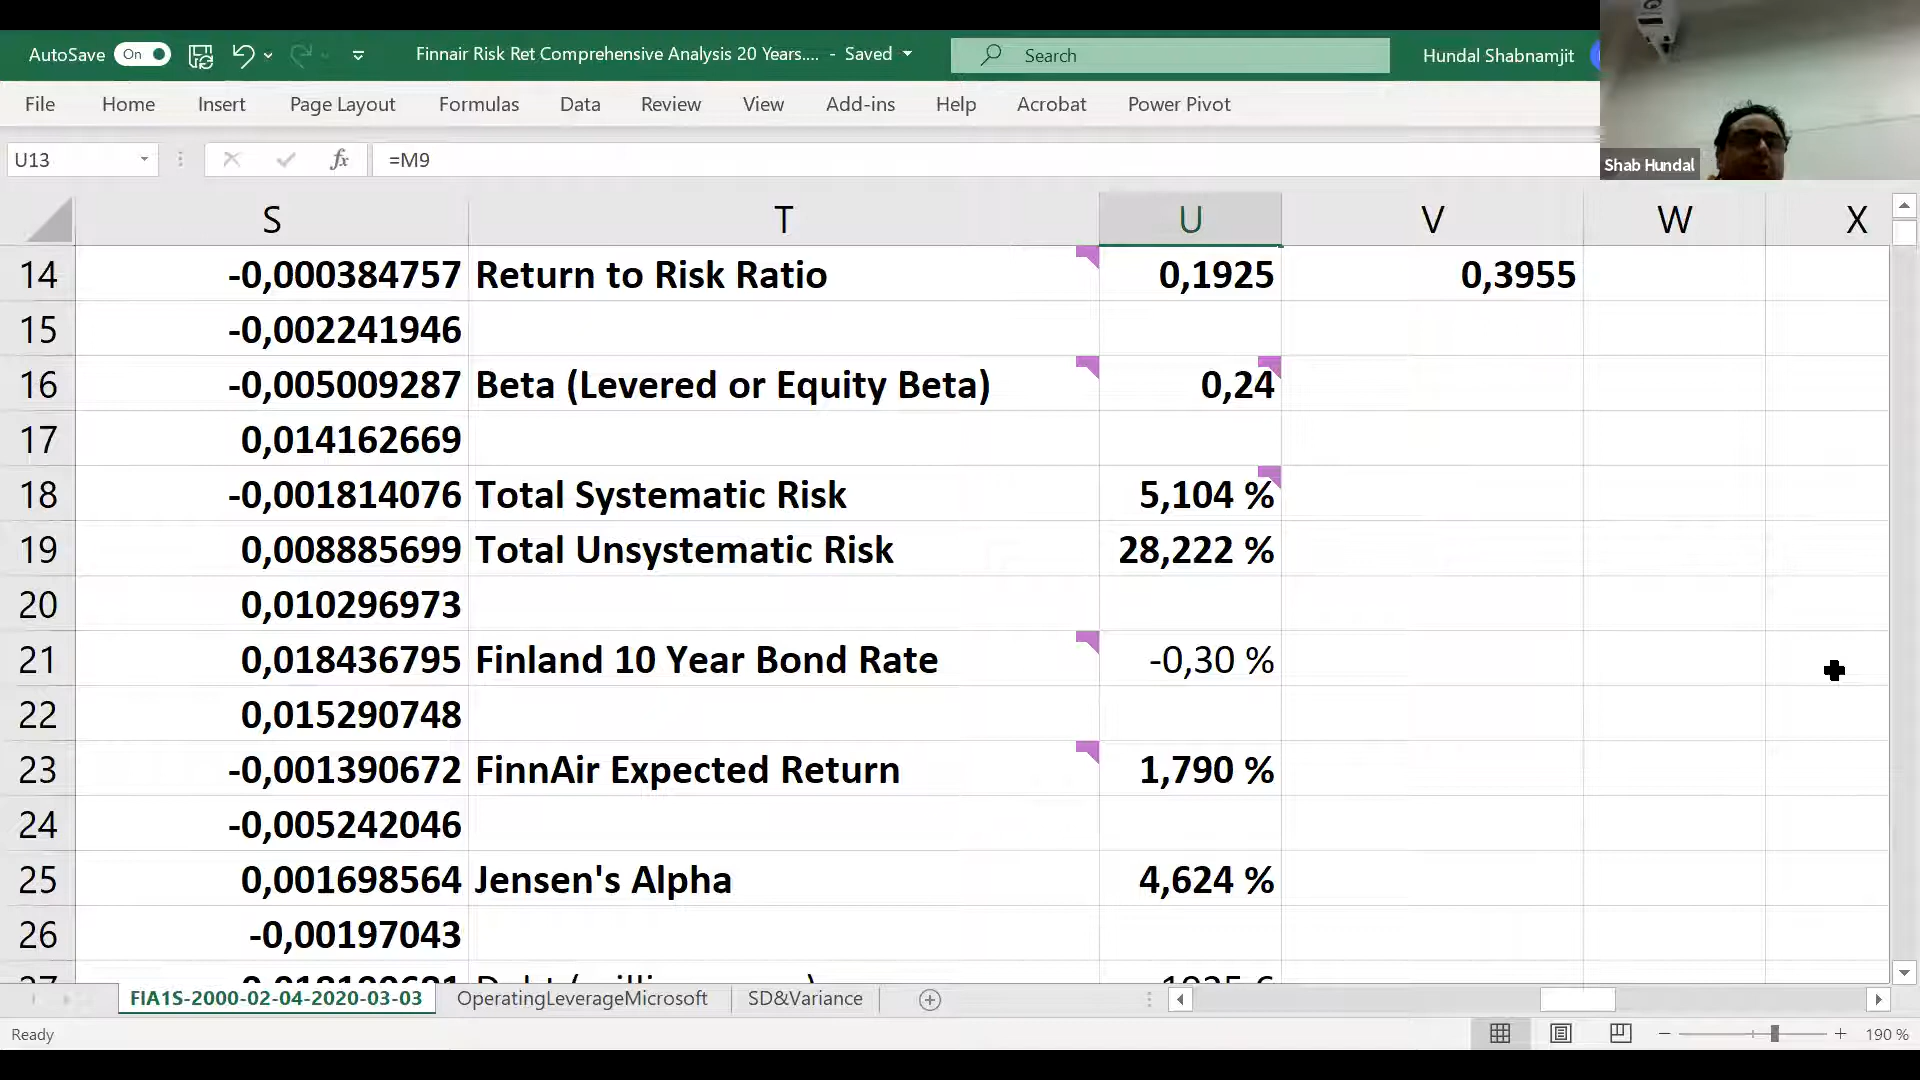 AutoSave On Finnair Risk Ret Comprehensive Analysis 20 Years.... - Saved Search Hundal Shabnamjit
File Home Insert Page Layout Formulas Data Review View Add-ins Help Acrobat Power Pivot
U13 fx =M9
Shab Hundal
S T U V W X
14 -0,000384757 Return to Risk Ratio 0,1925 0,3955
15 -0,002241946
16 -0,005009287 Beta (Levered or Equity Beta) 0,24
17 0,014162669
18 -0,001814076 Total Systematic Risk 5,104 %
19 0,008885699 Total Unsystematic Risk 28,222 %
20 0,010296973
21 0,018436795 Finland 10 Year Bond Rate -0,30 %
22 0,015290748
23 -0,001390672 FinnAir Expected Return 1,790 %
24 -0,005242046
25 0,001698564 Jensen's Alpha 4,624 %
26 -0,00197043
FIA1S-2000-02-04-2020-03-03 OperatingLeverageMicrosoft SD&Variance
Ready 190 %